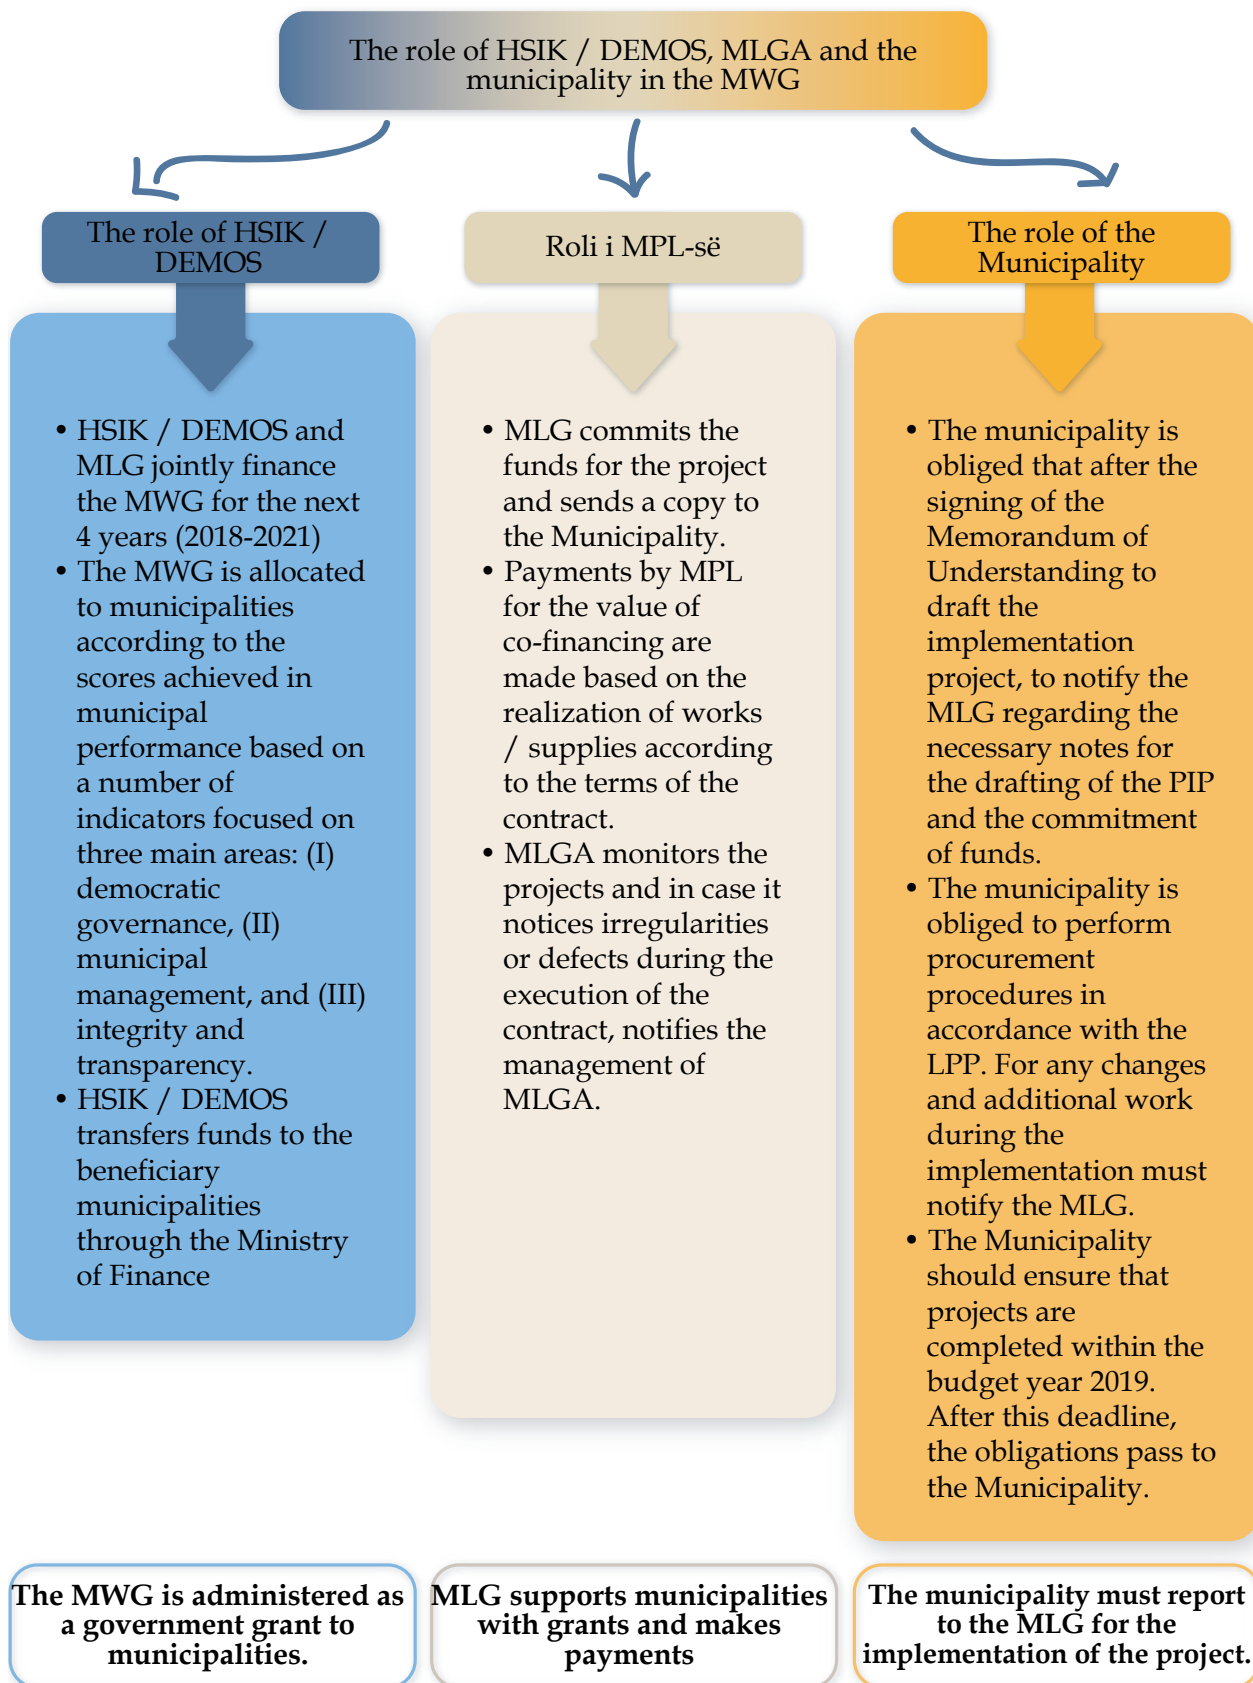 The role of HSIK / DEMOS, MLGA and the
municipality in the MWG
The role of HSIK /
DEMOS
• HSIK / DEMOS and
MLG jointly finance
the MWG for the next
4 years (2018-2021)
• The MWG is allocated
to municipalities
according to the
scores achieved in
municipal
performance based on
a number of
indicators focused on
three main areas: (I)
democratic
governance, (II)
municipal
management, and (III)
integrity and
transparency.
• HSIK / DEMOS
transfers funds to the
beneficiary
municipalities
through the Ministry
of Finance
The MWG is administered as
a government grant to
municipalities.
Roli i MPL-së
• MLG commits the
funds for the project
and sends a copy to
the Municipality.
• Payments by MPL
for the value of
co-financing are
made based on the
realization of works
/ supplies according
to the terms of the
contract.
• MLGA monitors the
projects and in case it
notices irregularities
or defects during the
execution of the
contract, notifies the
management of
MLGA.
MLG supports municipalities
with grants and makes
payments
The role of the
Municipality
• The municipality is
obliged that after the
signing of the
Memorandum of
Understanding to
draft the
implementation
project, to notify the
MLG regarding the
necessary notes for
the drafting of the PIP
and the commitment
of funds.
• The municipality is
obliged to perform
procurement
procedures in
accordance with the
LPP. For any changes
and additional work
during the
implementation must
notify the MLG.
• The Municipality
should ensure that
projects are
completed within the
budget year 2019.
After this deadline,
the obligations pass to
the Municipality.
The municipality must report
to the MLG for the
implementation of the project.